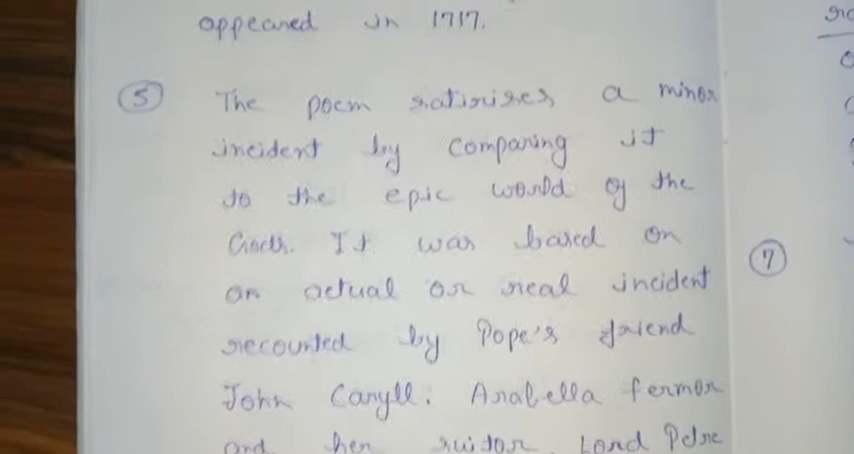 appeared in 1717.
5 The poem satirises a minor
incident by comparing it
to the epic world of the
Gods. It was based on
an actual or real incident
recounted by Pope's friend
John Caryll: Arabella fermor
and her suitor, Lord Petre
7